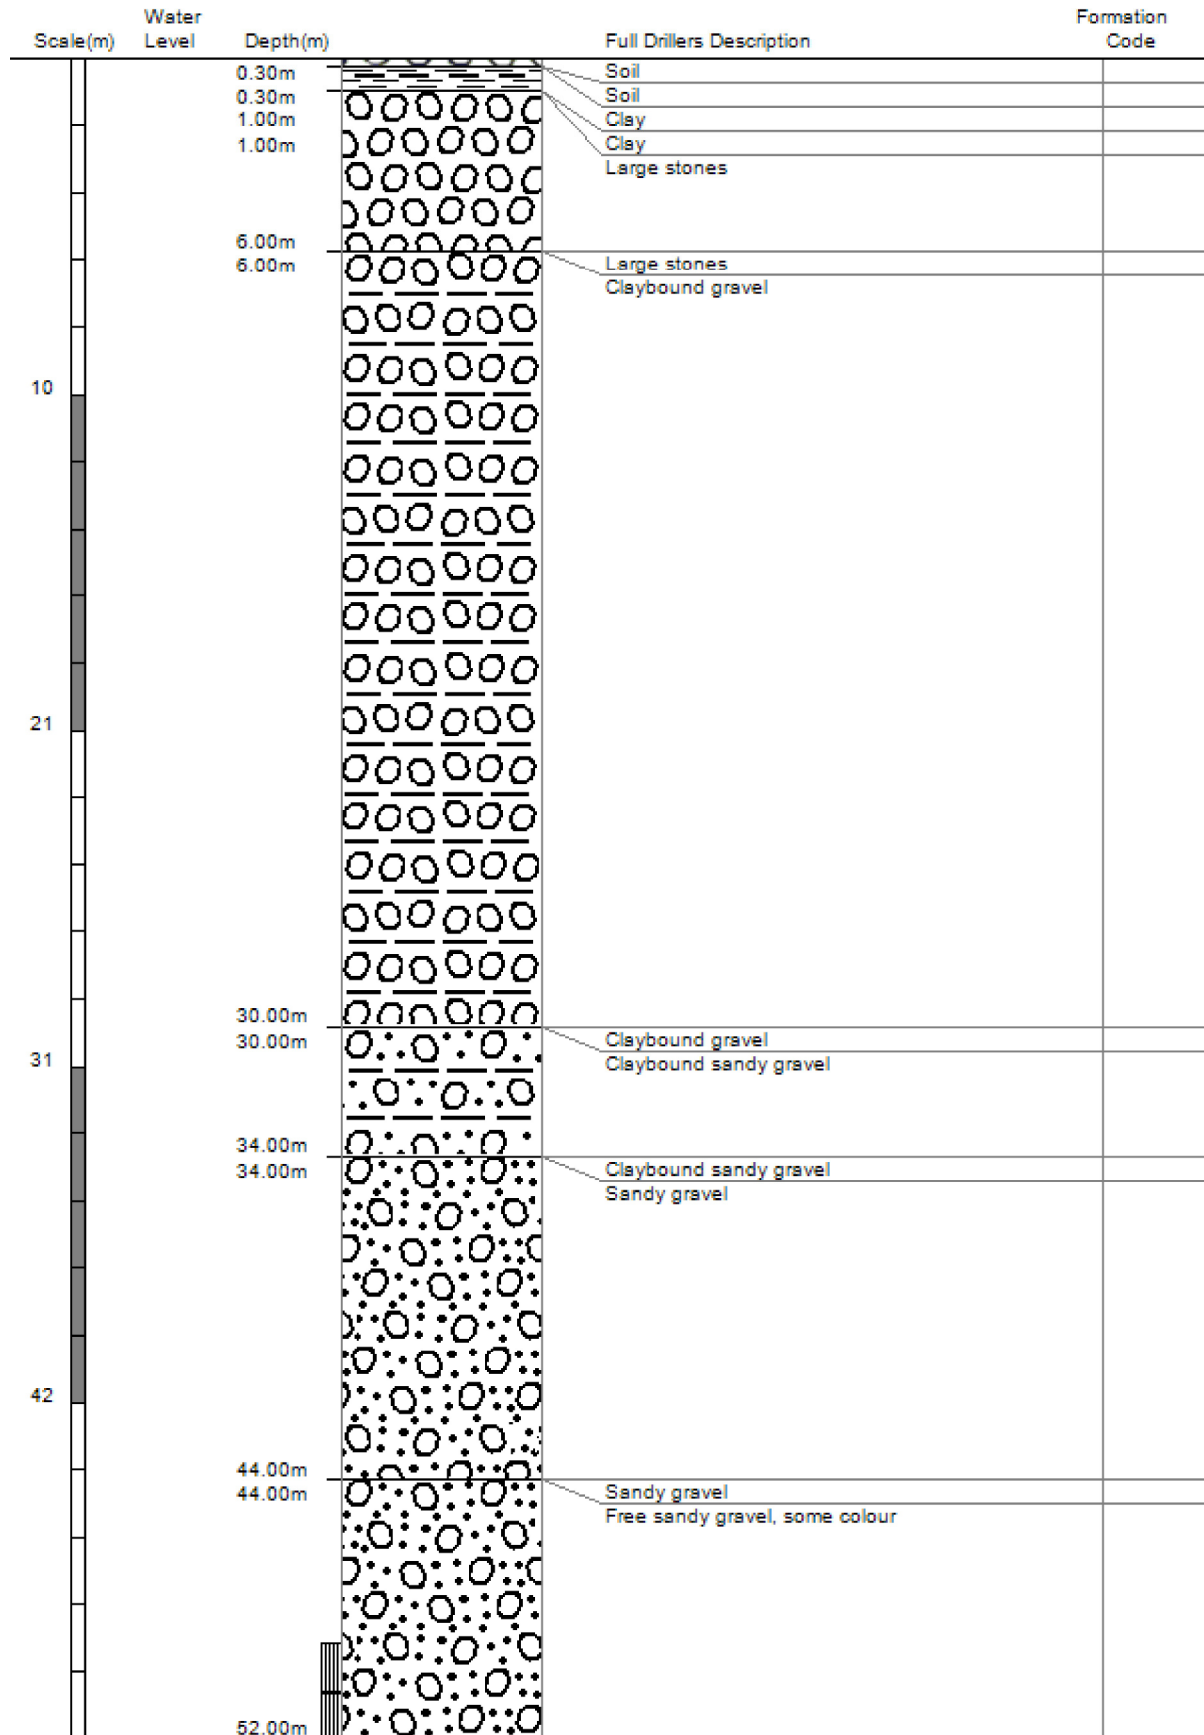 Water Formation
Scale(m) Level Depth(m) Full Drillers Description Code
0.30m Soil
0.30m Soil
1.00m Clay
1.00m Clay
Large stones
6.00m
6.00m Large stones
Claybound gravel
10
21
30.00m
30.00m Claybound gravel
31 Claybound sandy gravel
34.00m
34.00m Claybound sandy gravel
Sandy gravel
42
44.00m
44.00m Sandy gravel
Free sandy gravel, some colour
52.00m